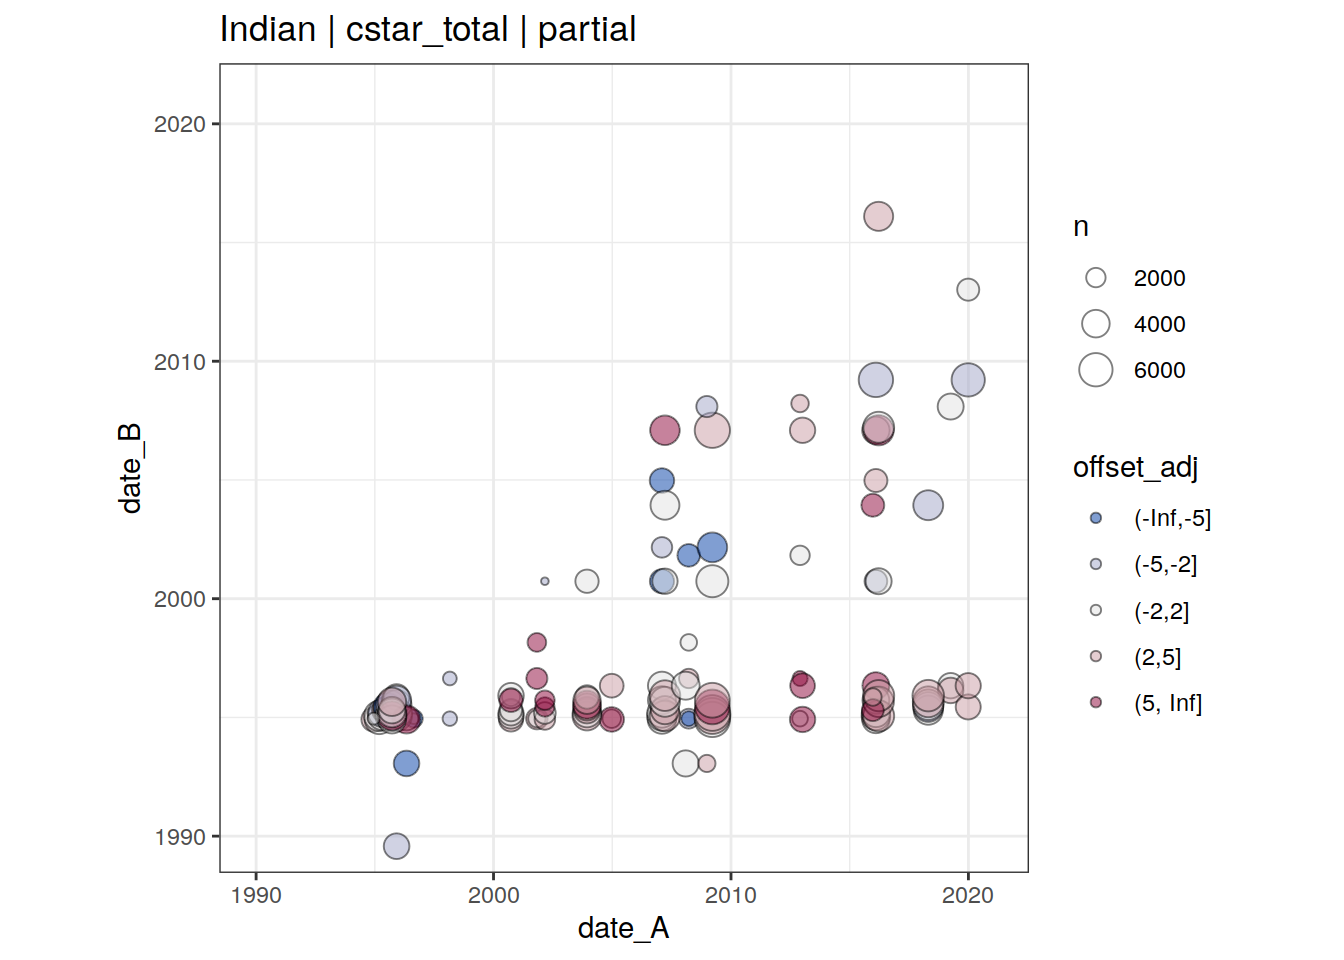 Indian | cstar_total | partial
2020
2010
2000
1990
date_B
1990
2000
2010
2020
date_A
n
2000
4000
6000
offset_adj
(-Inf,-5]
(-5,-2]
(-2,2]
(2,5]
(5, Inf]